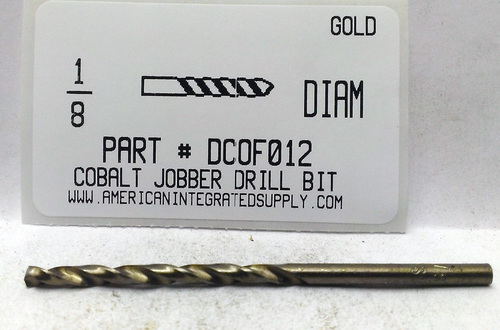 GOLD
1
8
DIAM
PART # DCOF012
COBALT JOBBER DRILL BIT
WWW.AMERICANINTEGRATEDSUPPLY.COM